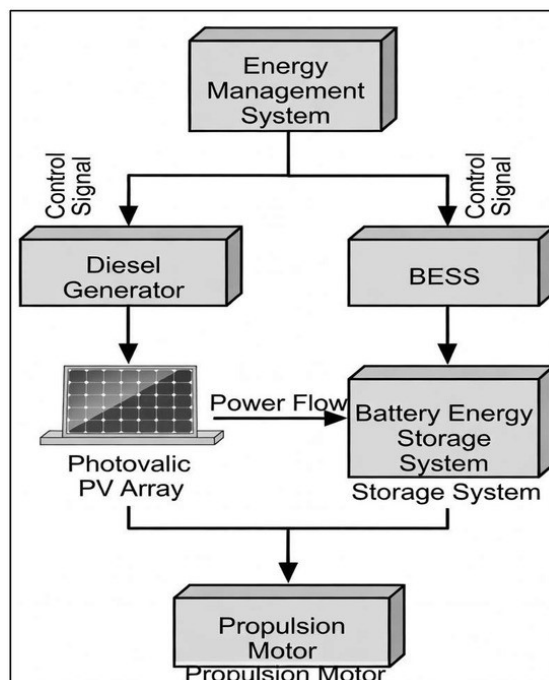 Energy
Management
System
Control
Signal
Control
Signal
Diesel
Generator
BESS
Power Flow
Battery Energy
Storage
System
Storage System
Photovalic
PV Array
Propulsion
Motor
Propulsion Motor